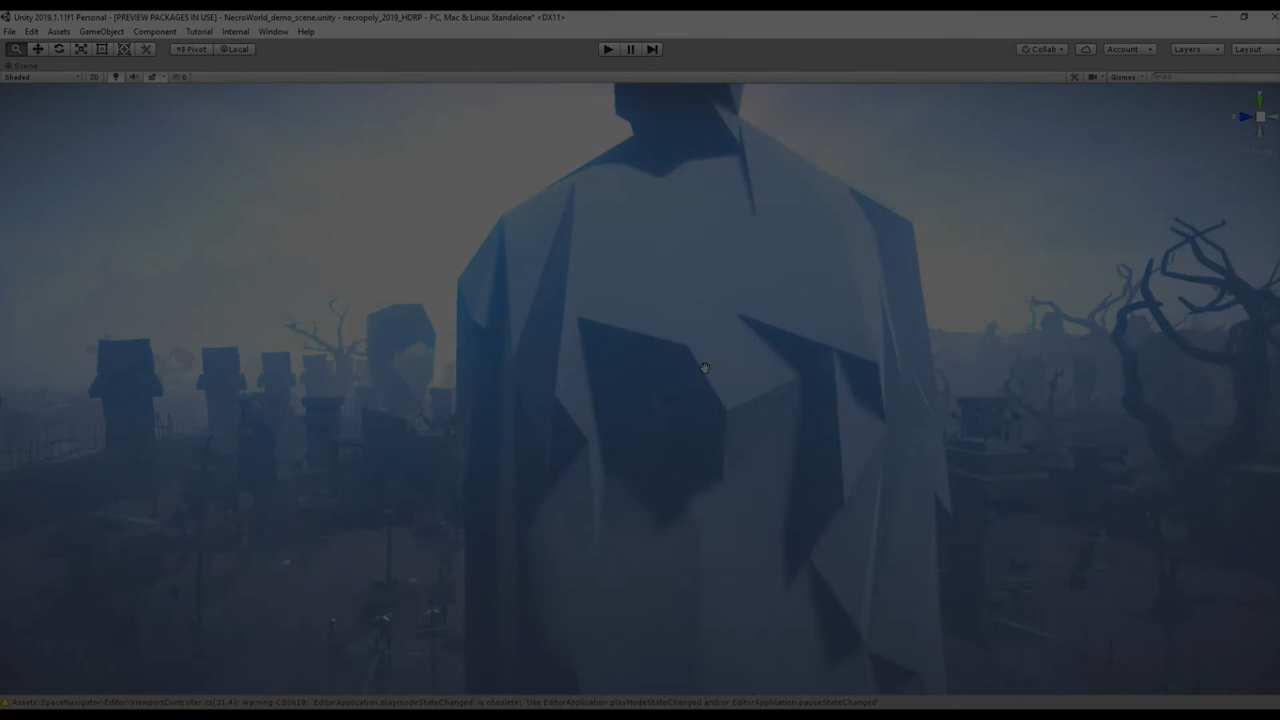 Unity 2019.1.11f1 Personal - [PREVIEW PACKAGES IN USE] - NecroWorld_demo_scene.unity - necropoly_2019_HDRP - PC, Mac & Linux Standalone* <DX11>
File Edit Assets GameObject Component Tutorial Internal Window Help
Pivot Local Collab Account Layers Layout
Scene
Shaded 2D 0 Gizmos All
Assets\SpaceNavigator\Editor\ViewportController.cs(31,4): warning CS0618: 'EditorApplication.playmodeStateChanged' is obsolete: 'Use EditorApplication.playModeStateChanged and/or EditorApplication.pauseStateChanged'